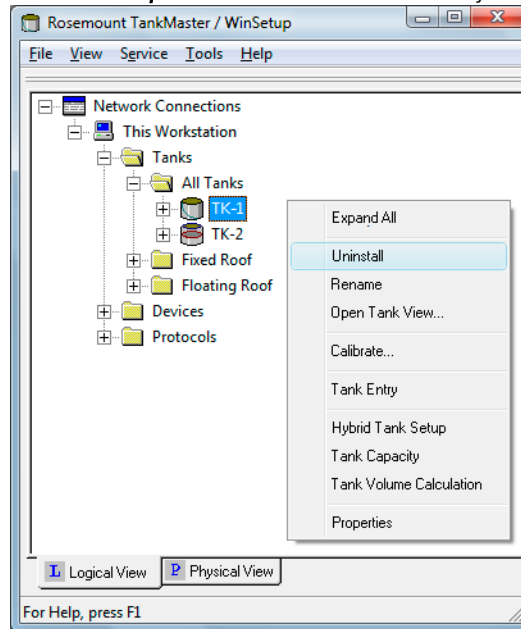 Rosemount TankMaster / WinSetup
File View Service Tools Help
Network Connections
This Workstation
Tanks
All Tanks
TK-1
TK-2
Fixed Roof
Floating Roof
Devices
Protocols
Expand All
Uninstall
Rename
Open Tank View...
Calibrate...
Tank Entry
Hybrid Tank Setup
Tank Capacity
Tank Volume Calculation
Properties
L Logical View P Physical View
For Help, press F1